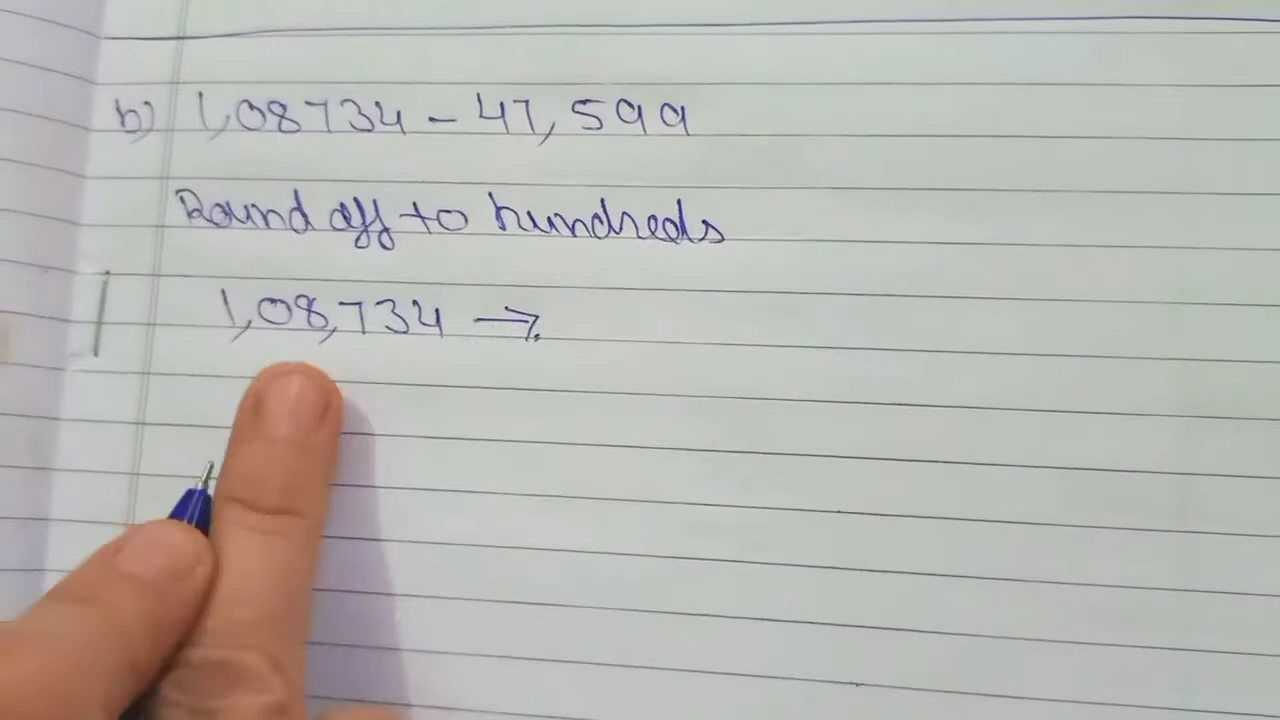 b) 1,08734 - 47,599
Round off to hundreds
1,08,734 →